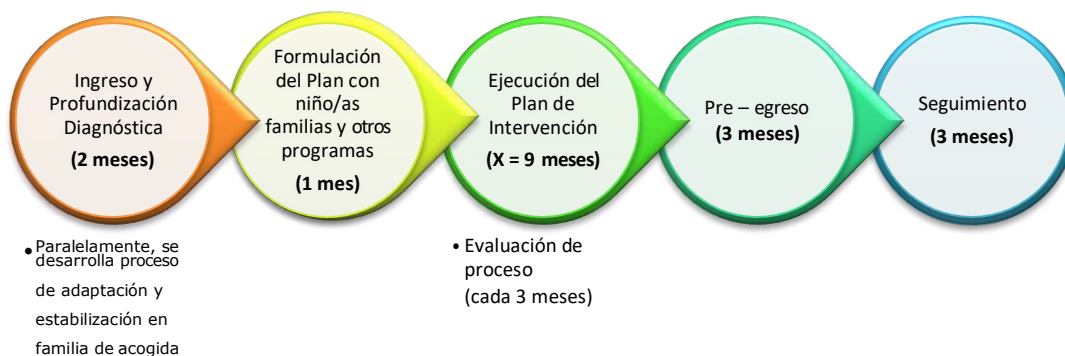 Ingreso y
Profundización
Diagnóstica
(2 meses)
Formulación
del Plan con
niño/as
familias y otros
programas
(1 mes)
Ejecución del
Plan de
Intervención
(X = 9 meses)
Pre – egreso
(3 meses)
Seguimiento
(3 meses)
• Paralelamente, se
desarrolla proceso
de adaptación y
estabilización en
familia de acogida
• Evaluación de
proceso
(cada 3 meses)